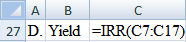 A B C
27 D. Yield =IRR(C7:C17)